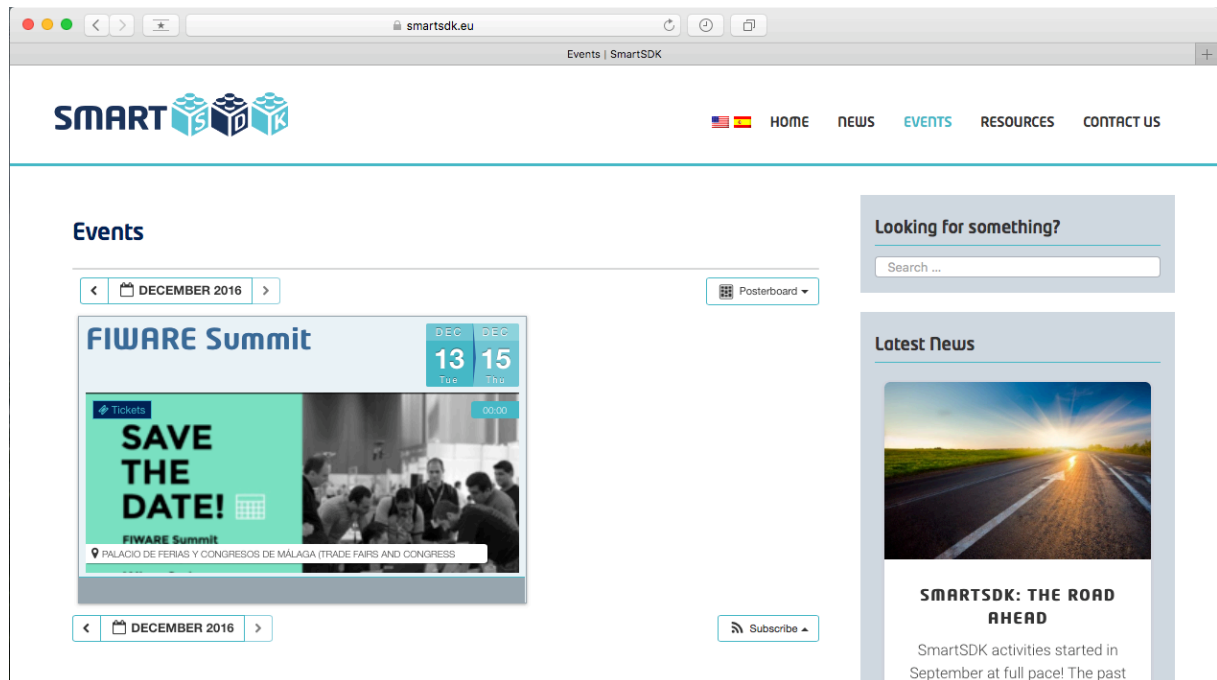 smartsdk.eu
Events | SmartSDK
SMART SDK
HOME NEWS EVENTS RESOURCES CONTACT US
Events
DECEMBER 2016
Posterboard
FIWARE Summit
DEC DEC
13 15
Tue Thu
Tickets
00:00
SAVE
THE
DATE!
FIWARE Summit
PALACIO DE FERIAS Y CONGRESOS DE MÁLAGA (TRADE FAIRS AND CONGRESS
DECEMBER 2016
Subscribe
Looking for something?
Search ...
Latest News
SMARTSDK: THE ROAD
AHEAD
SmartSDK activities started in
September at full pace! The past